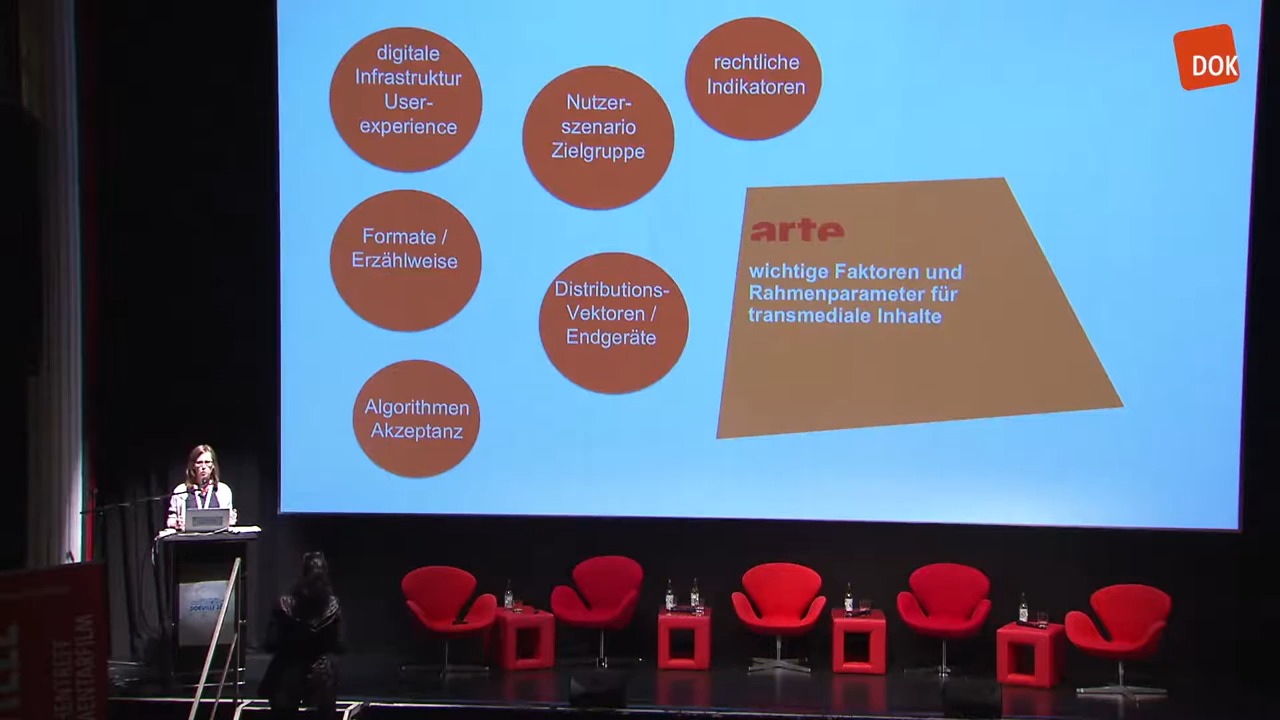 digitale
Infrastruktur
User-
experience
Nutzer-
szenario
Zielgruppe
rechtliche
Indikatoren
DOK
Formate /
Erzählweise
Distributions-
Vektoren /
Endgeräte
Algorithmen
Akzeptanz
arte
wichtige Faktoren und
Rahmenparameter für
transmediale Inhalte